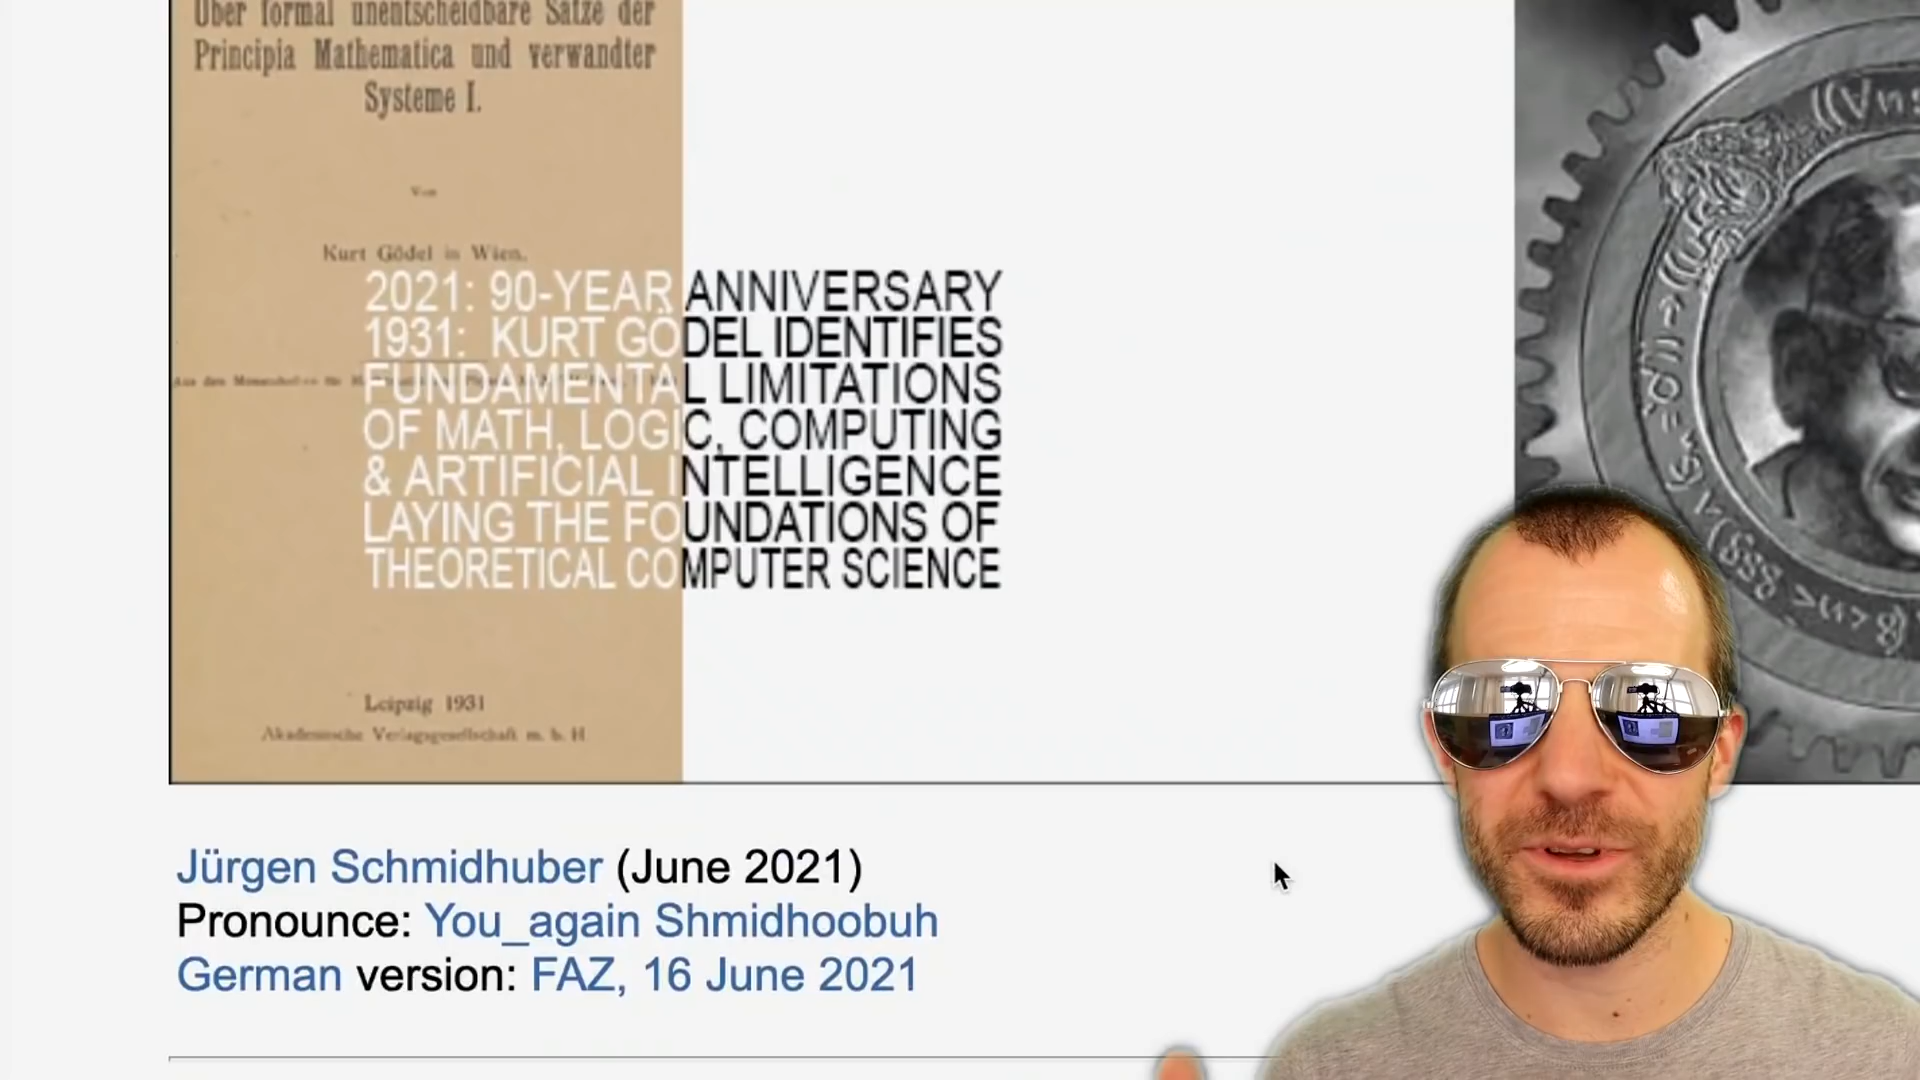 Über formal unentscheidbare Sätze der
Principia Mathematica und verwandter
Systeme I.
Von
Kurt Gödel in Wien.
2021: 90-YEAR ANNIVERSARY
1931: KURT GÖDEL IDENTIFIES
FUNDAMENTAL LIMITATIONS
OF MATH, LOGIC, COMPUTING
& ARTIFICIAL INTELLIGENCE
LAYING THE FOUNDATIONS OF
THEORETICAL COMPUTER SCIENCE
Leipzig 1931
Akademische Verlagsgesellschaft m. b. H
Jürgen Schmidhuber (June 2021)
Pronounce: You_again Shmidhoobuh
German version: FAZ, 16 June 2021